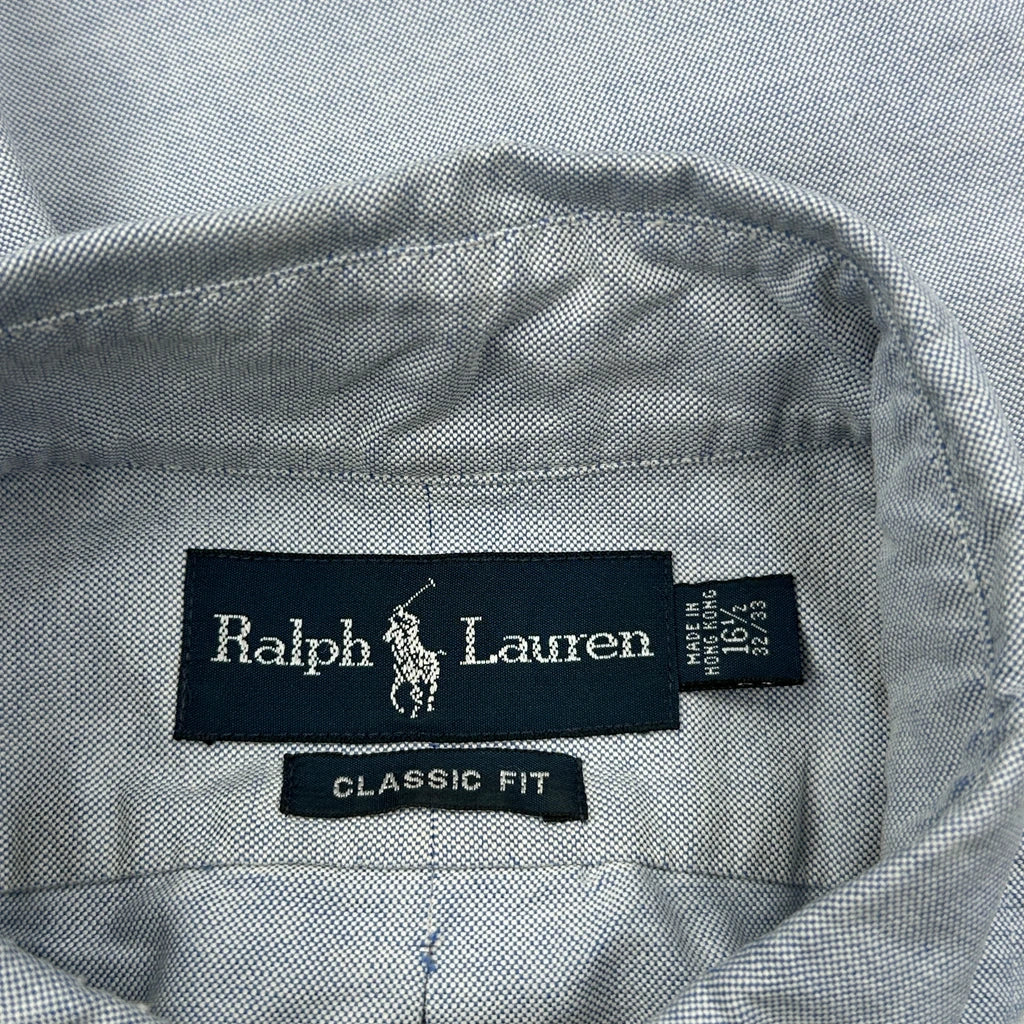 Ralph Lauren
MADE IN
HONG KONG
16½
32/33
CLASSIC FIT